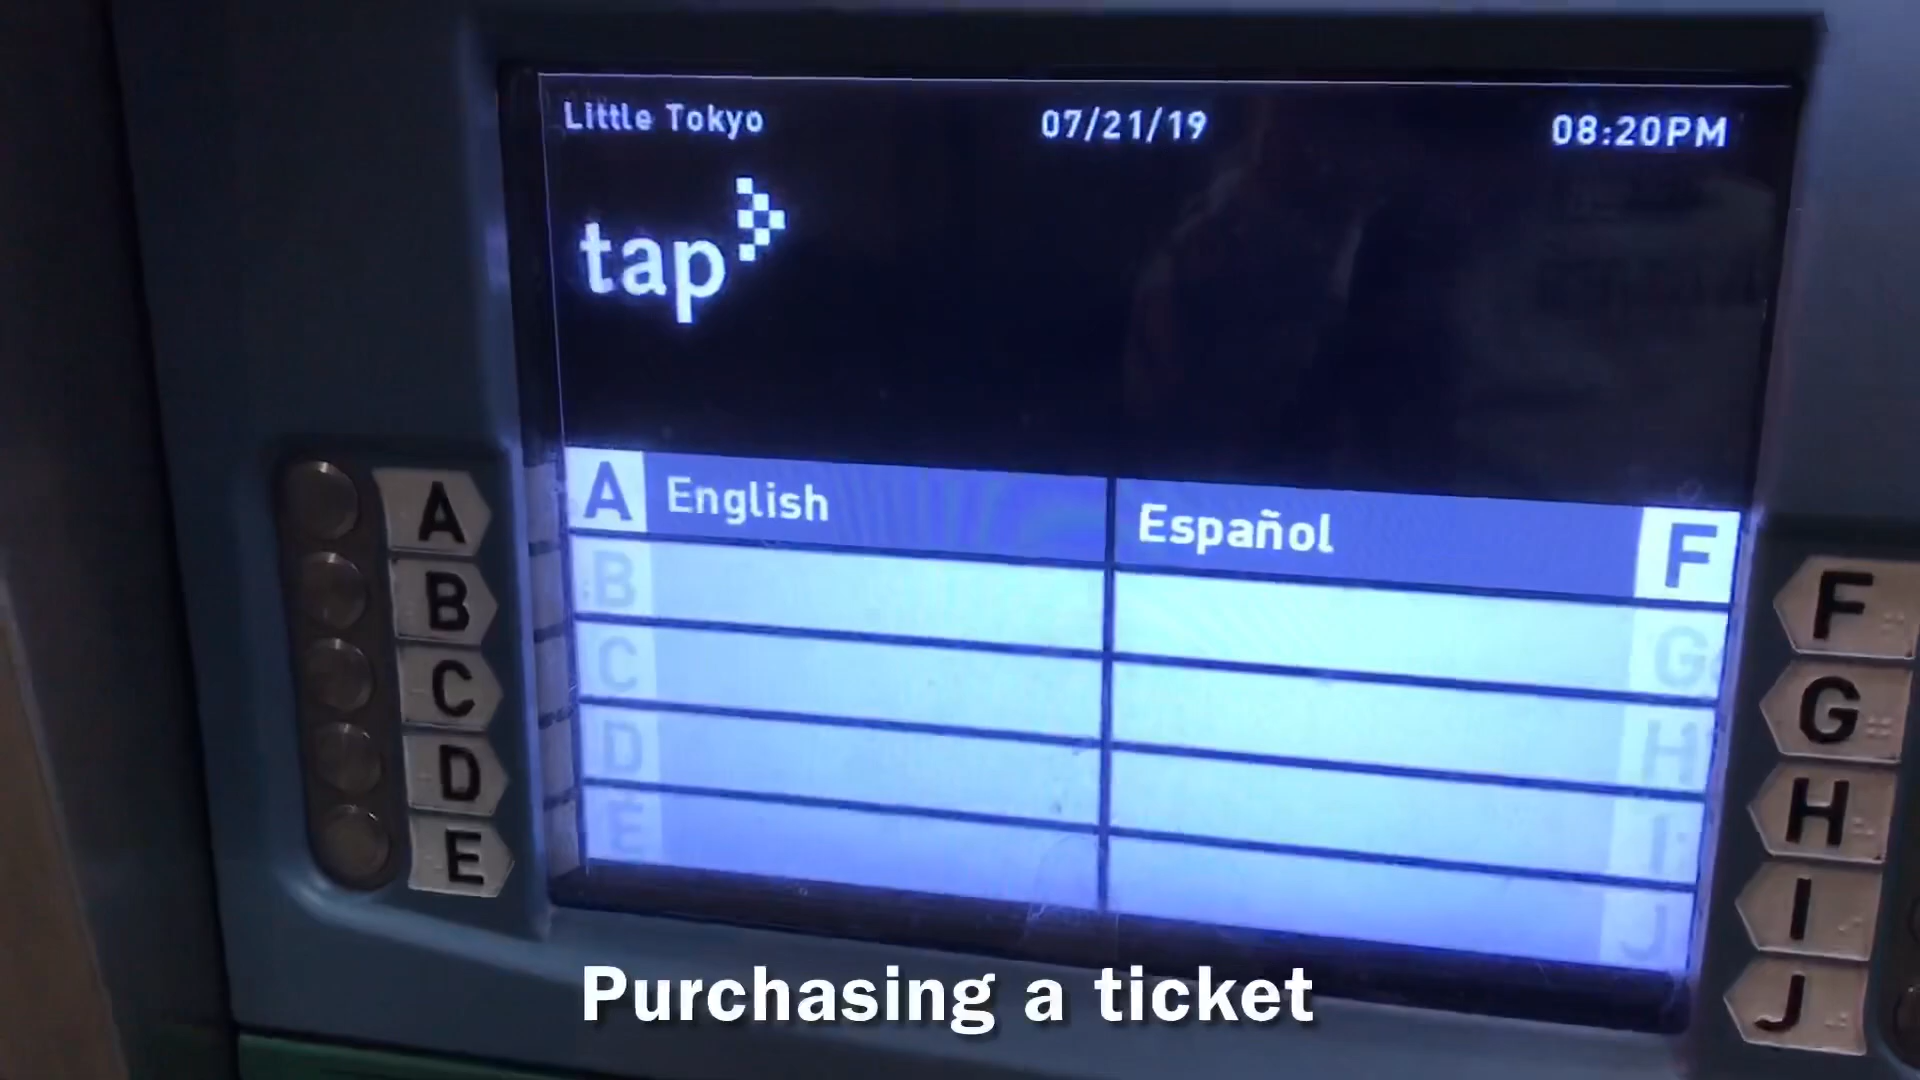 Little Tokyo 07/21/19 08:20PM
tap
A English Español F
B
C G
D H
E I
J
A
B
C
D
E
F
G
H
I
J
Purchasing a ticket